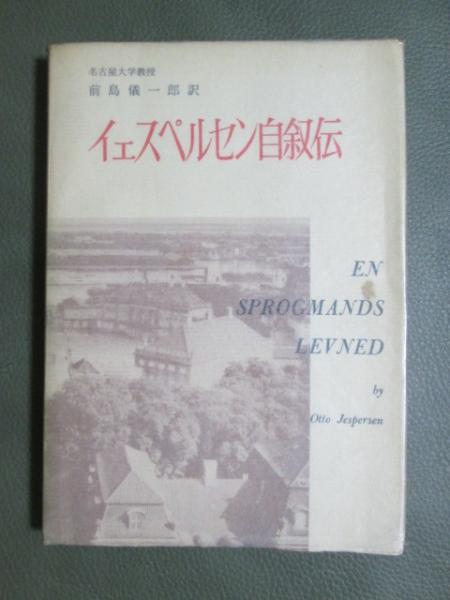 名古屋大学教授
前島儀一郎訳
イェスペルセン自叙伝
EN
SPROGMANDS
LEVNED
by
Otto Jespersen